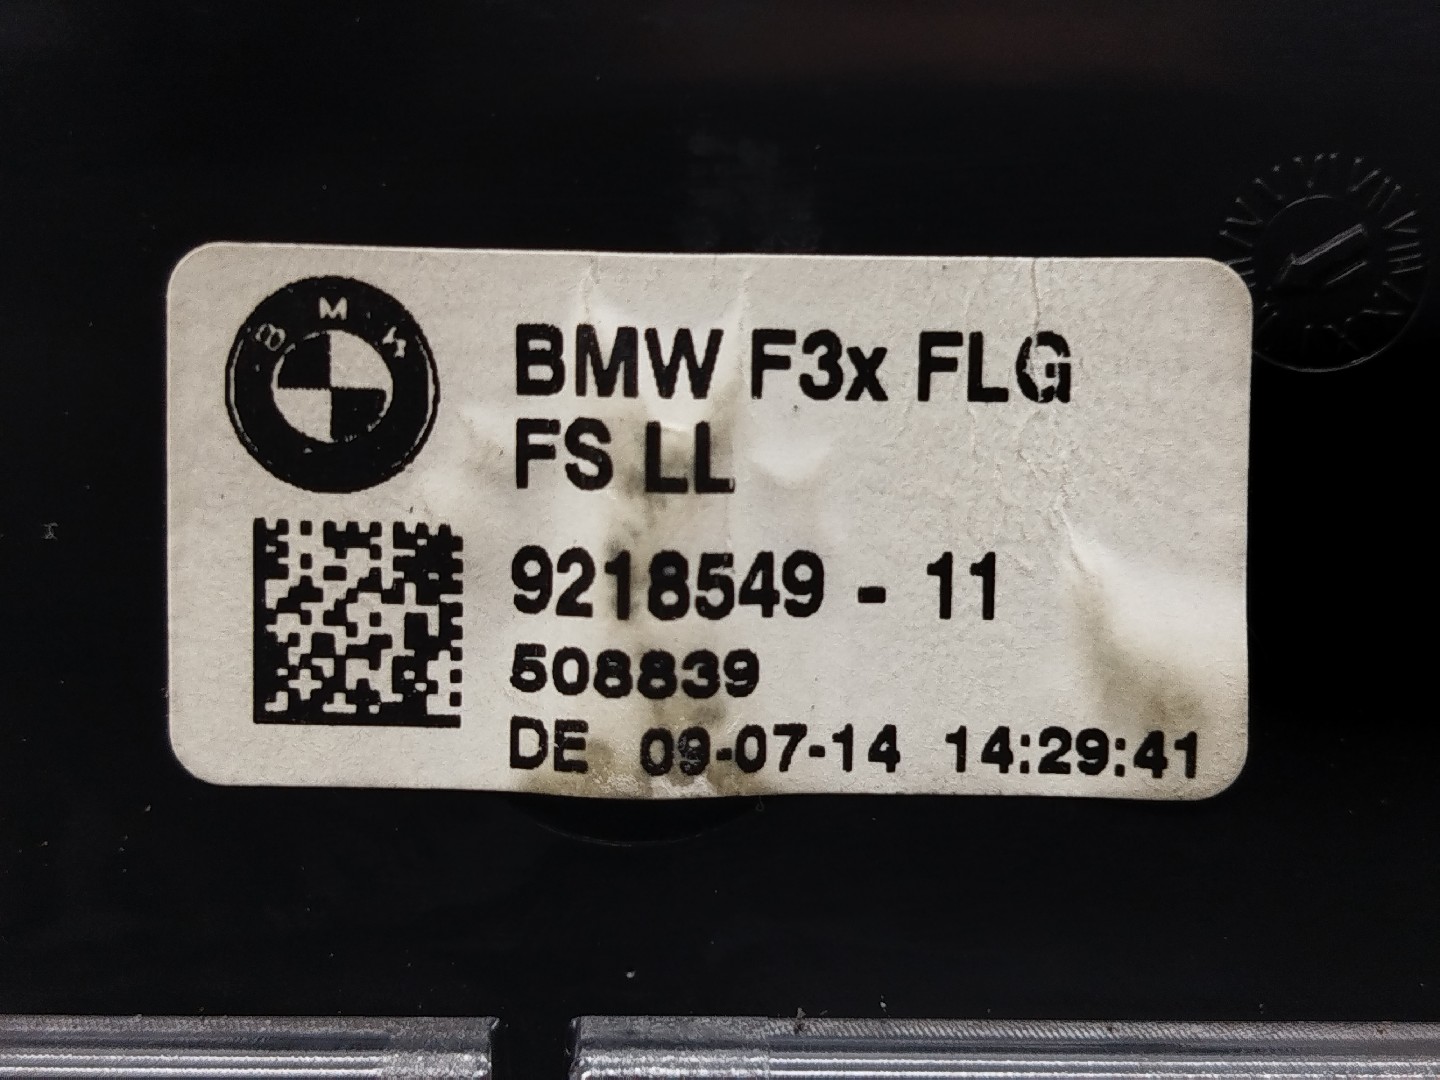 BMW
BMW F3x FLG
FS LL
9218549 - 11
508839
DE 09-07-14 14:29:41